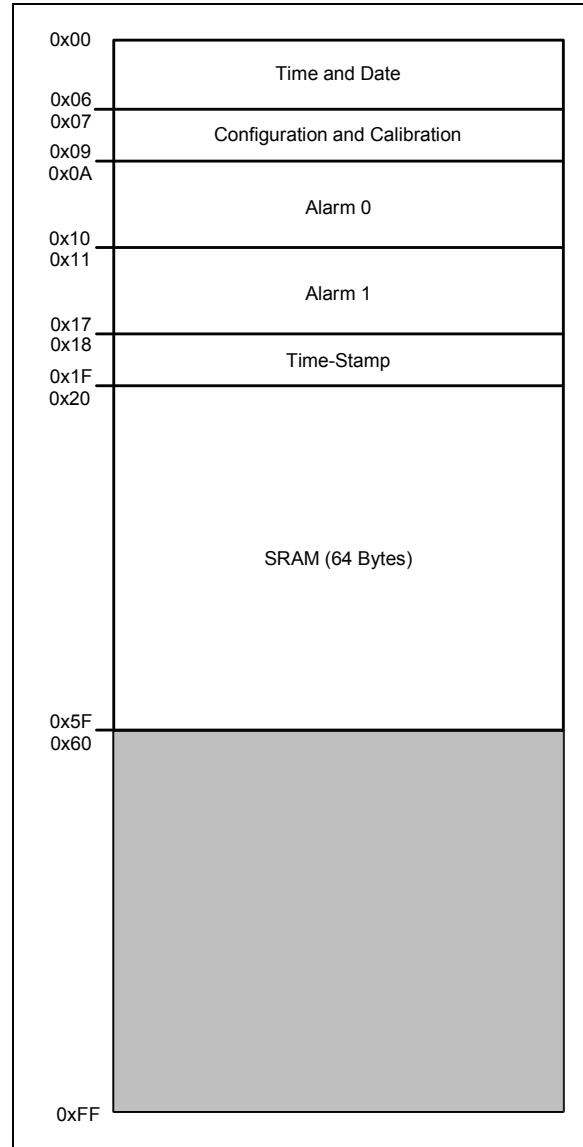 0x00
Time and Date
0x06
0x07
Configuration and Calibration
0x09
0x0A
Alarm 0
0x10
0x11
Alarm 1
0x17
0x18
Time-Stamp
0x1F
0x20
SRAM (64 Bytes)
0x5F
0x60
0xFF